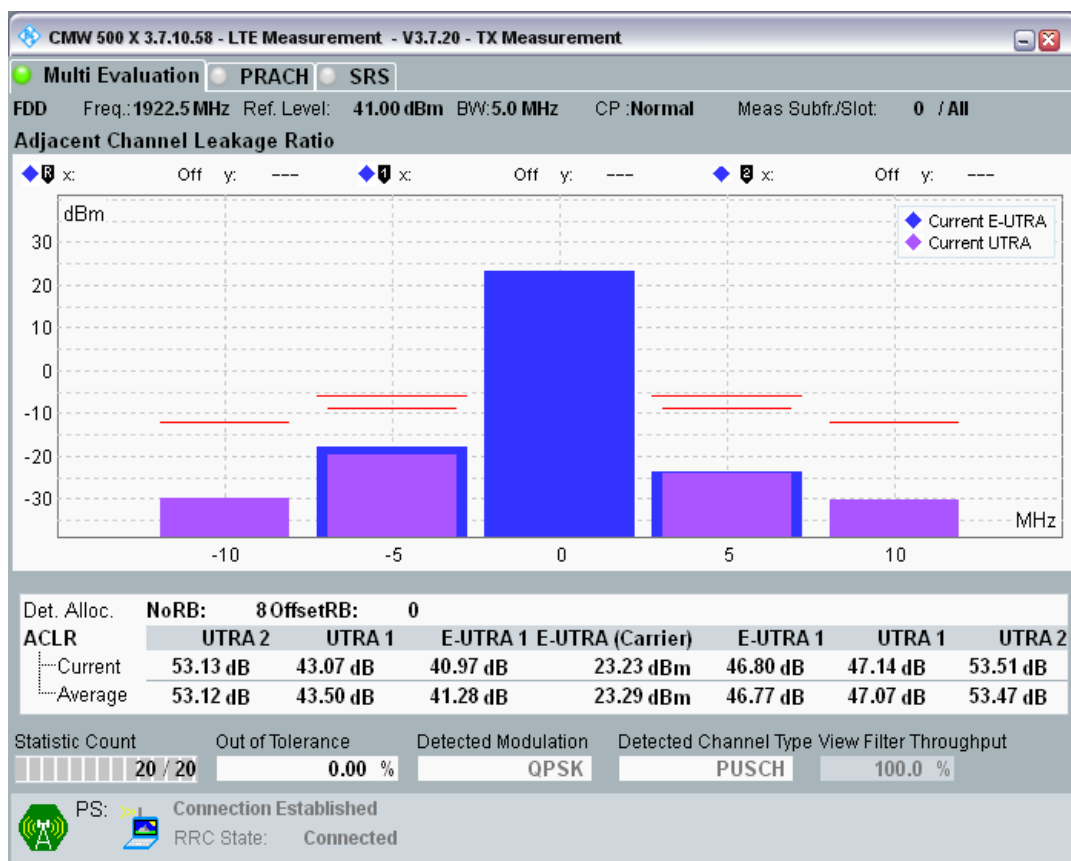 CMW 500 X 3.7.10.58 - LTE Measurement - V3.7.20 - TX Measurement
Multi Evaluation PRACH SRS
FDD Freq.: 1922.5 MHz Ref. Level: 41.00 dBm BW: 5.0 MHz CP : Normal Meas Subfr./Slot: 0 / All
Adjacent Channel Leakage Ratio
R x: Off y: --- 1 x: Off y: --- 2 x: Off y: ---
dBm
Current E-UTRA
Current UTRA
30
20
10
0
-10
-20
-30
MHz
-10 -5 0 5 10
Det. Alloc. NoRB: 8 OffsetRB: 0
ACLR UTRA 2 UTRA 1 E-UTRA 1 E-UTRA (Carrier) E-UTRA 1 UTRA 1 UTRA 2
Current 53.13 dB 43.07 dB 40.97 dB 23.23 dBm 46.80 dB 47.14 dB 53.51 dB
Average 53.12 dB 43.50 dB 41.28 dB 23.29 dBm 46.77 dB 47.07 dB 53.47 dB
Statistic Count Out of Tolerance Detected Modulation Detected Channel Type View Filter Throughput
20 / 20 0.00 % QPSK PUSCH 100.0 %
PS: Connection Established
RRC State: Connected